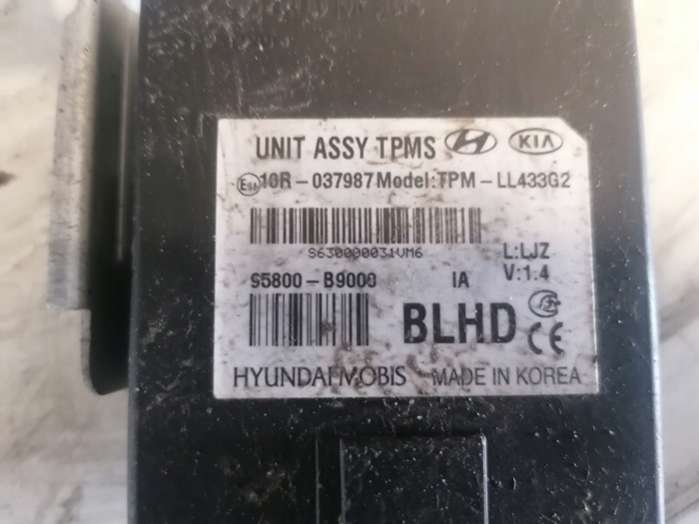 UNIT ASSY TPMS H KIA
10R-037987 Model:TPM-LL433G2
S630000031VM6
L:LJZ
95800-B9000 IA V:1.4
BLHD CE
HYUNDAI MOBIS MADE IN KOREA